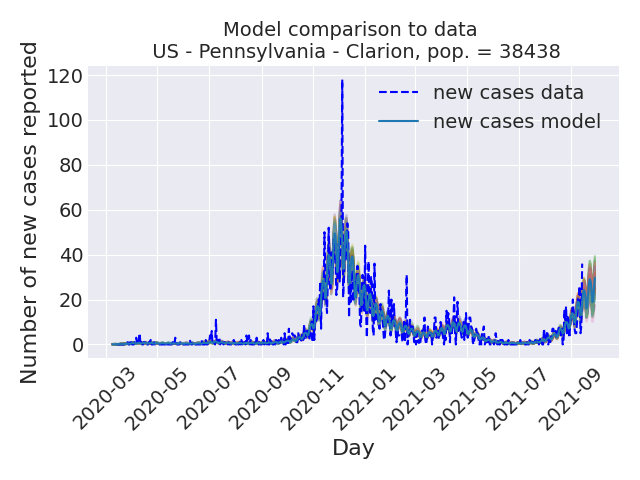 Model comparison to data
US - Pennsylvania - Clarion, pop. = 38438
Number of new cases reported
120
100
80
60
40
20
0
new cases data
new cases model
2020-03
2020-05
2020-07
2020-09
2020-11
2021-01
2021-03
2021-05
2021-07
2021-09
Day